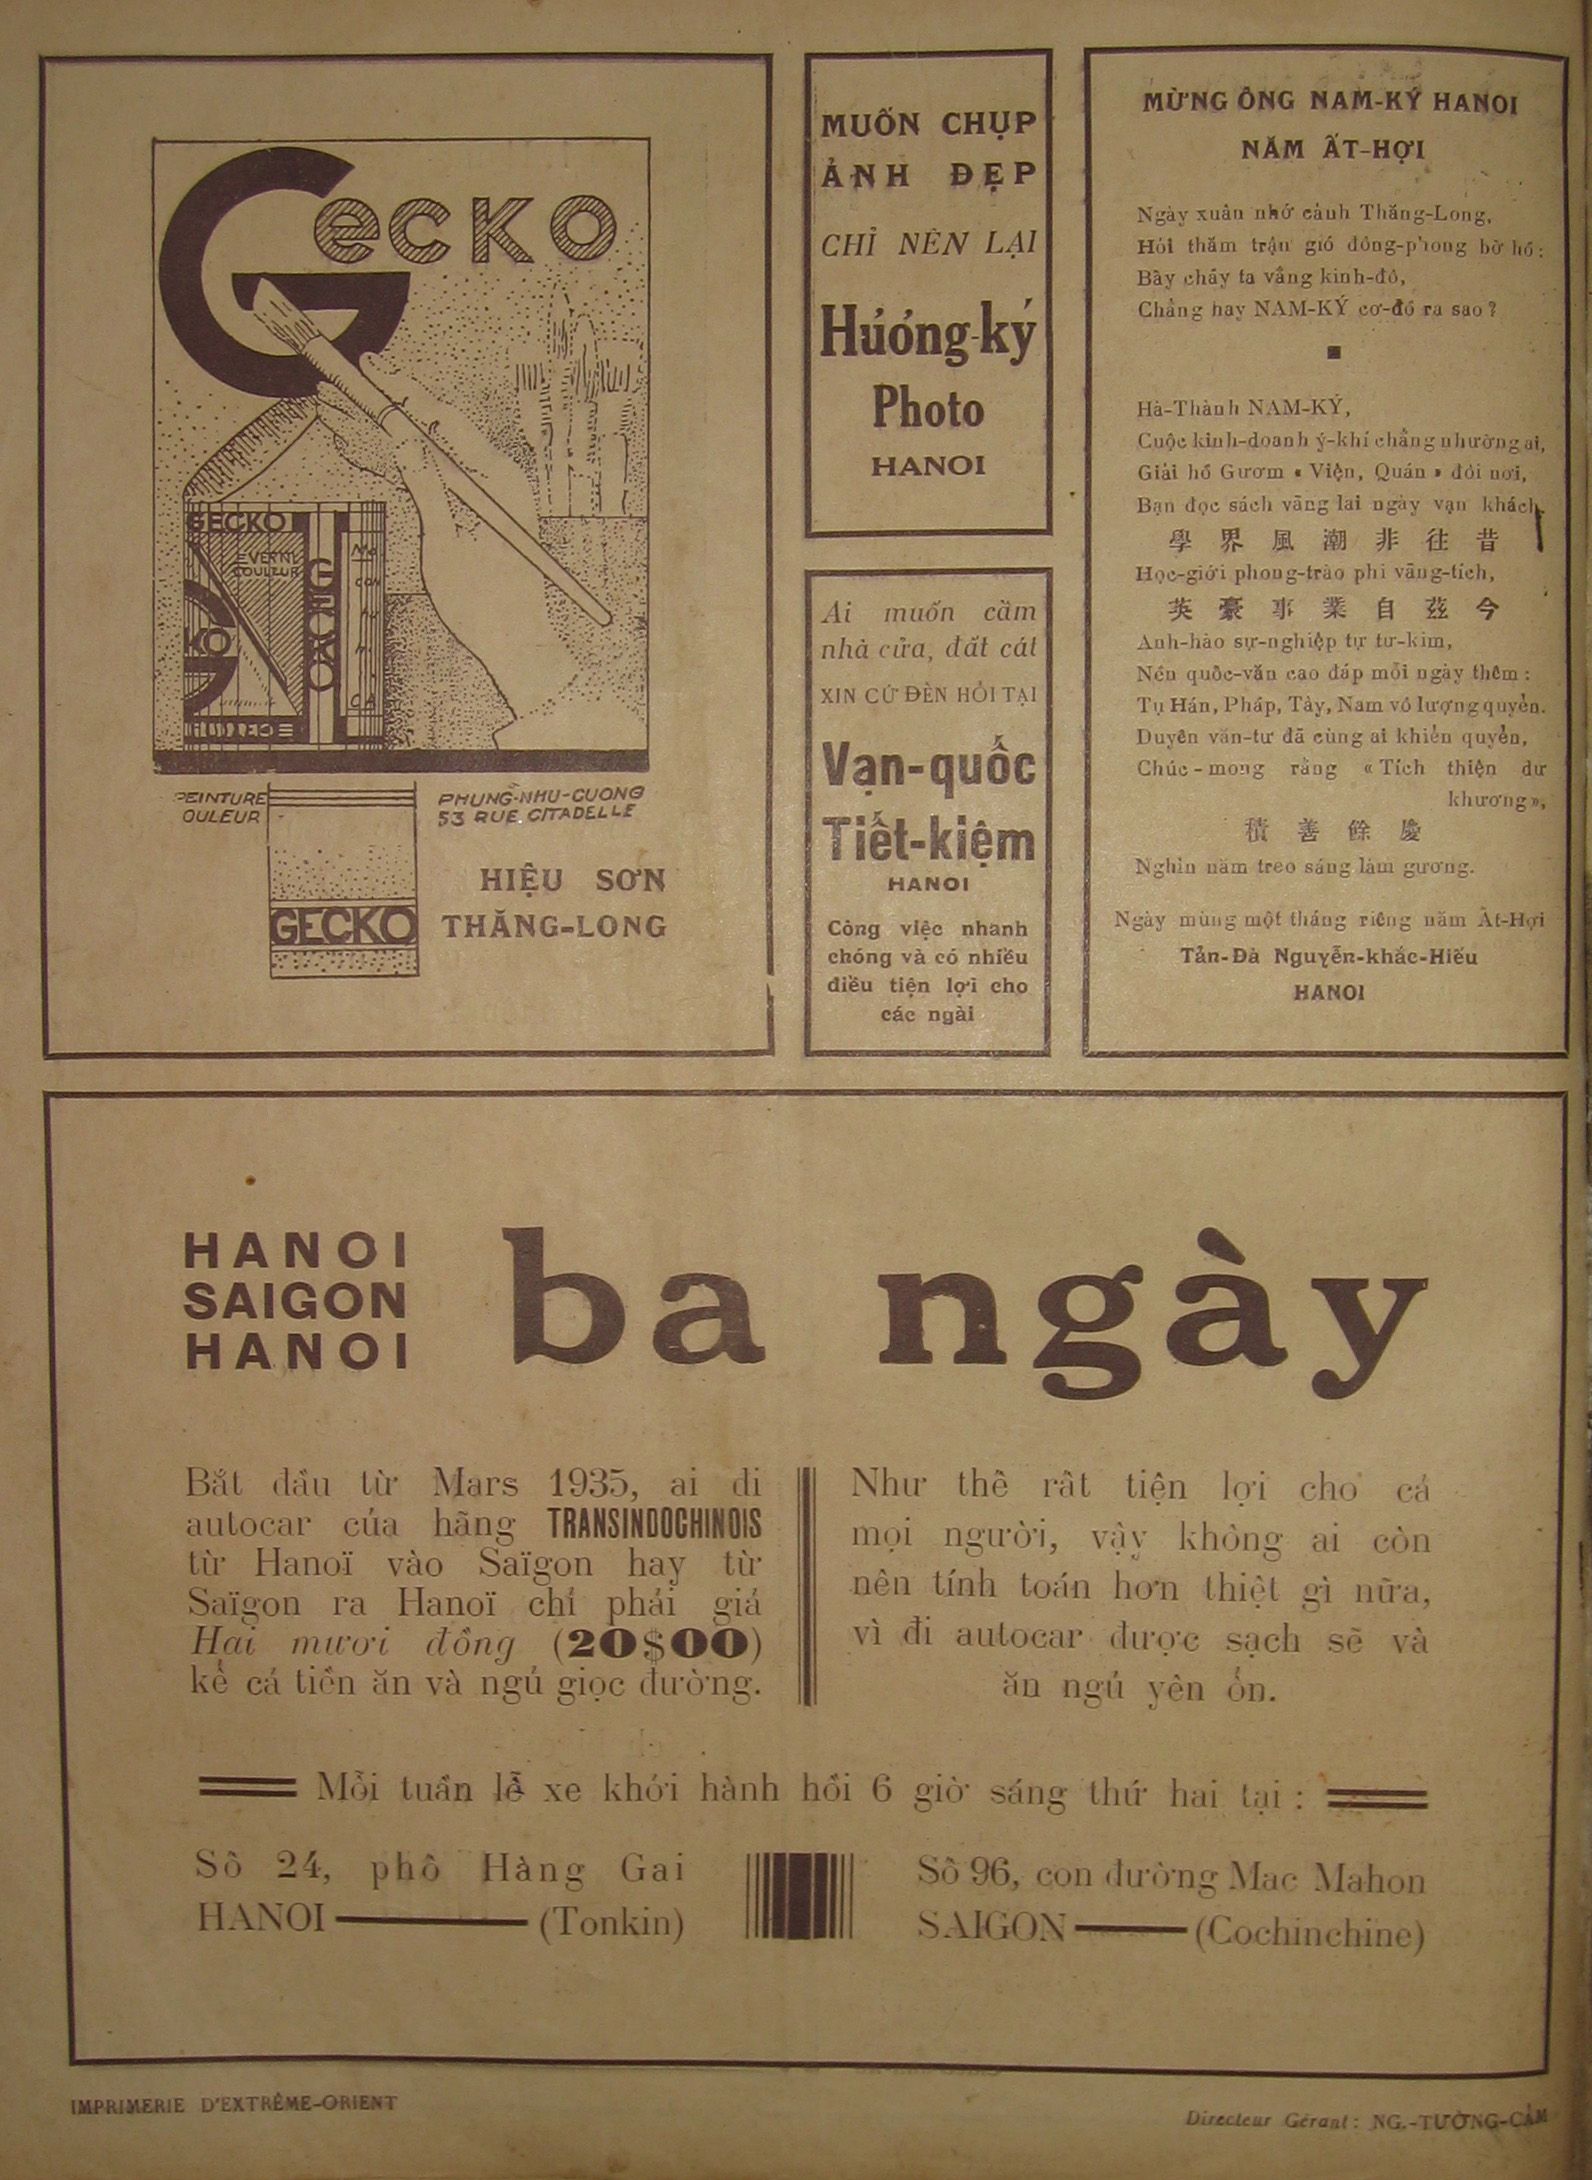 GECKO
GECKO
VERNI
COULEUR
GECKO
KO
PEINTURE
OULEUR
PHUNG-NHU-CUONG
53 RUE CITADELLE
GECKO
HIỆU SƠN
THĂNG-LONG
MUỐN CHỤP
ẢNH ĐẸP
CHỈ NÊN LẠI
Hương-ký
Photo
HANOI
Ai muốn cầm
nhà cửa, đất cát
XIN CỨ ĐẾN HỎI TẠI
Vạn-quốc
Tiết-kiệm
HANOI
Công việc nhanh
chóng và có nhiều
điều tiện lợi cho
các ngài
MỪNG ÔNG NAM-KÝ HANOI
NĂM ẤT-HỢI
Ngày xuân nhớ cảnh Thăng-Long,
Hỏi thăm trận gió đông-phong bờ hồ:
Bầy chầy ta vắng kinh-đô,
Chẳng hay NAM-KÝ cơ-đồ ra sao?
Hà-Thành NAM-KÝ,
Cuộc kinh-doanh ý-khí chẳng nhường ai,
Giải hồ Gươm « Viện, Quán » đôi nơi,
Bạn đọc sách vãng lai ngày vạn khách
學界風潮非往昔
Học-giới phong-trào phi vãng-tích,
英豪事業自茲今
Anh-hào sự-nghiệp tự tư-kim,
Nền quốc-văn cao đắp mỗi ngày thêm:
Tụ Hán, Pháp, Tày, Nam vô lượng quyển.
Duyên văn-tư đã cùng ai khiển quyển,
Chúc-mong rằng « Tích thiện dư
khương »,
積善餘慶
Nghìn năm treo sáng làm gương.
Ngày mùng một tháng riêng năm Ất-Hợi
Tản-Đà Nguyễn-khắc-Hiếu
HANOI
HANOI
SAIGON
HANOI
ba ngày
Bắt đầu từ Mars 1935, ai đi
autocar của hãng TRANSINDOCHINOIS
từ Hanoï vào Saïgon hay từ
Saïgon ra Hanoï chỉ phải giả
Hai mươi đồng (20$00)
kể cả tiền ăn và ngủ giọc đường.
Như thế rất tiện lợi cho cả
mọi người, vậy không ai còn
nên tính toán hơn thiệt gì nữa,
vì đi autocar được sạch sẽ và
ăn ngủ yên ổn.
Mỗi tuần lễ xe khởi hành hồi 6 giờ sáng thứ hai tại:
Số 24, phố Hàng Gai
HANOI (Tonkin)
Số 96, con đường Mac Mahon
SAIGON (Cochinchine)
IMPRIMERIE D'EXTRÊME-ORIENT
Directeur Gérant: NG.-TƯỜNG-CẨM